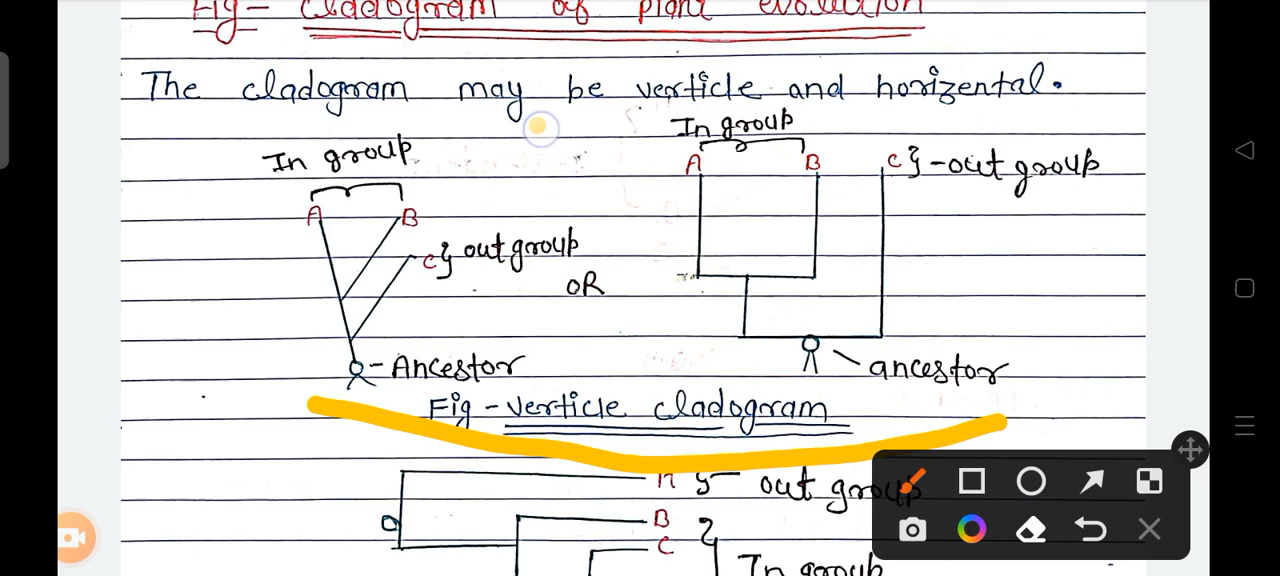 Fig- Cladogram of plant evolution
The cladogram may be verticle and horizental.
In group
A B
C} out group
Ancestor
OR
In group
A B C} -out group
ancestor
Fig - verticle cladogram
out group
B
C
In group